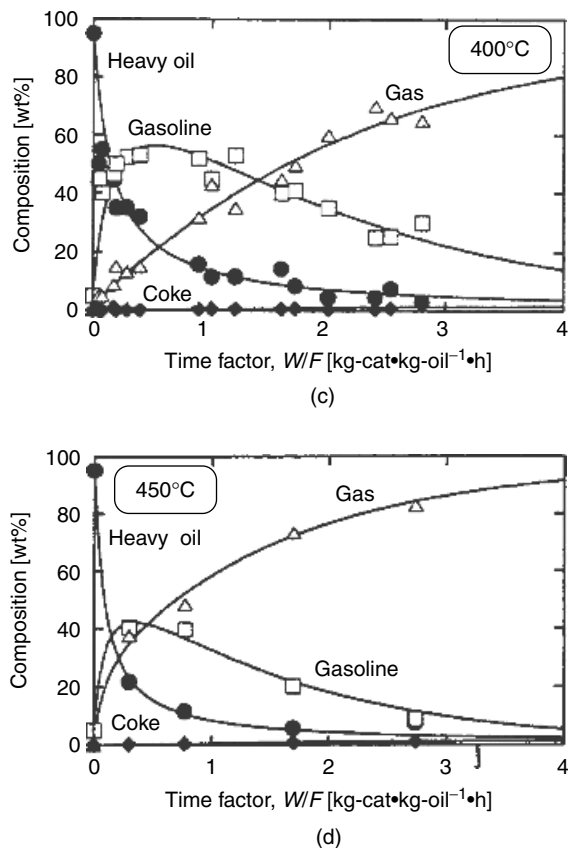 100
80
60
40
20
0
Composition [wt%]
Heavy oil
400°C
Gas
Gasoline
Coke
0
1
2
3
4
Time factor, W/F [kg-cat•kg-oil⁻¹•h]
(c)
100
80
60
40
20
0
Composition [wt%]
450°C
Gas
Heavy oil
Gasoline
Coke
0
1
2
3
4
Time factor, W/F [kg-cat•kg-oil⁻¹•h]
(d)